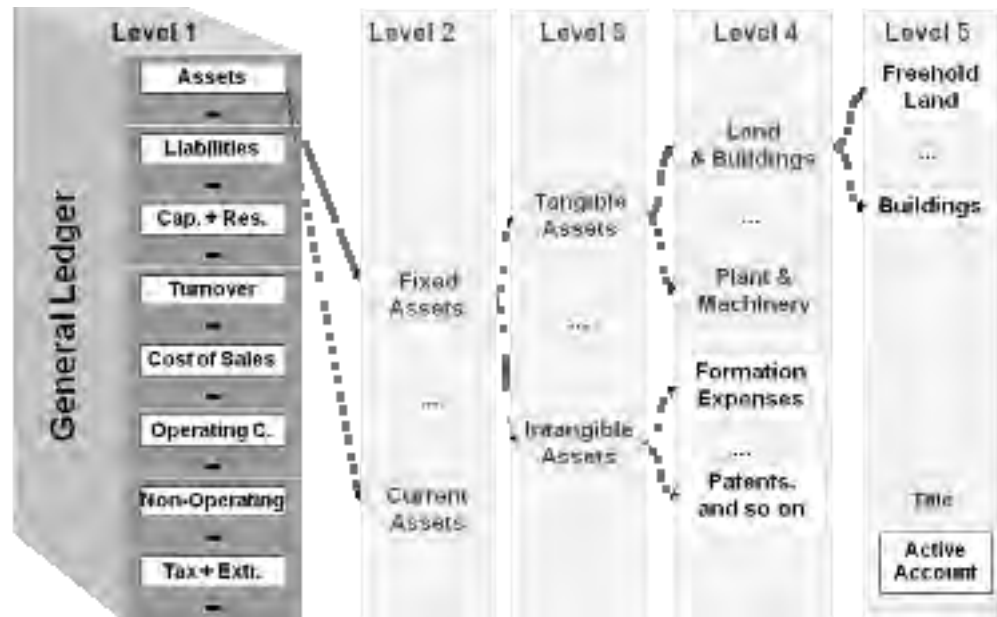 Level 1
Level 2
Level 3
Level 4
Level 5
General Ledger
Assets
Liabilities
Cap. + Res.
Turnover
Cost of Sales
Operating C.
Non-Operating
Tax + Extr.
Fixed
Assets
....
Current
Assets
Tangible
Assets
....
Intangible
Assets
Land
& Buildings
...
Plant &
Machinery
Formation
Expenses
...
Patents.
and so on
Freehold
Land
...
Buildings
Title
Active
Account